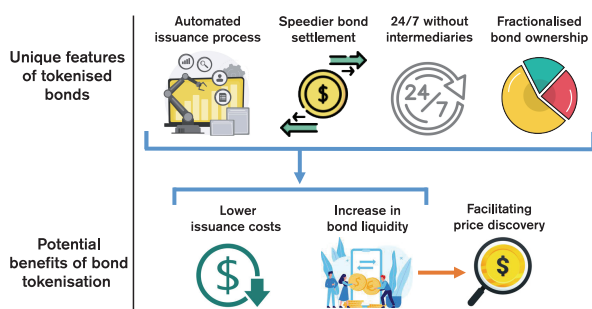 Unique features
of tokenised
bonds
Automated
issuance process
Speedier bond
settlement
$
24/7 without
intermediaries
24/7
Fractionalised
bond ownership
Potential
benefits of bond
tokenisation
Lower
issuance costs
$
Increase in
bond liquidity
Facilitating
price discovery
$